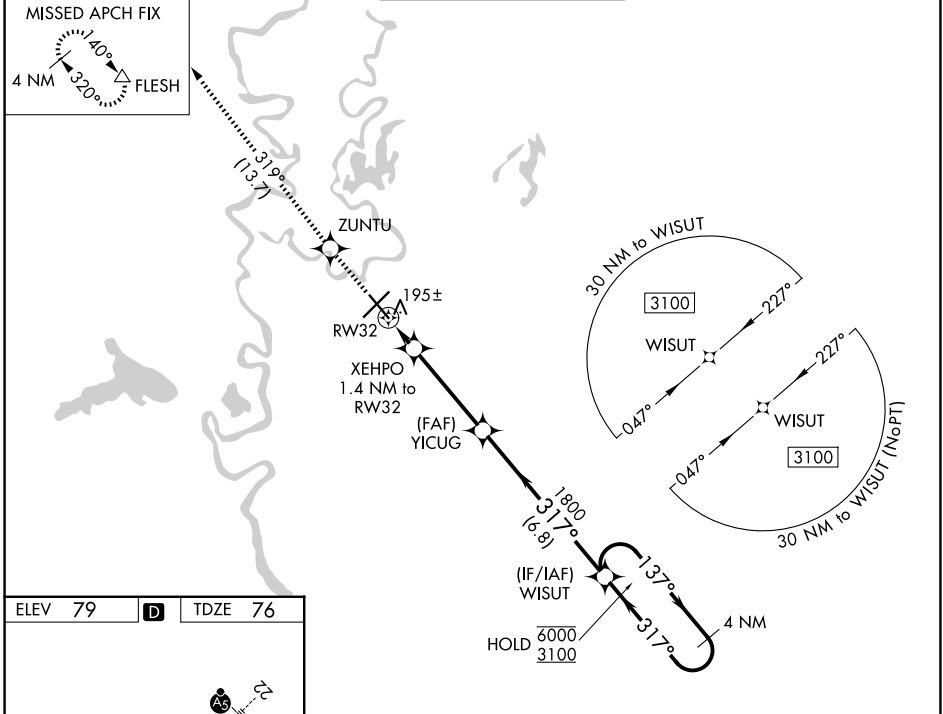 MISSED APCH FIX
140°
4 NM
320°
FLESH
319°
(13.7)
ZUNTU
195±
RW32
XEHPO
1.4 NM to
RW32
(FAF)
YICUG
1800
317°
(6.8)
(IF/IAF)
WISUT
137°
317°
4 NM
HOLD 6000
3100
30 NM to WISUT
3100
227°
WISUT
047°
227°
WISUT
047°
3100
30 NM to WISUT (NoPT)
ELEV 79 D TDZE 76
A5
22